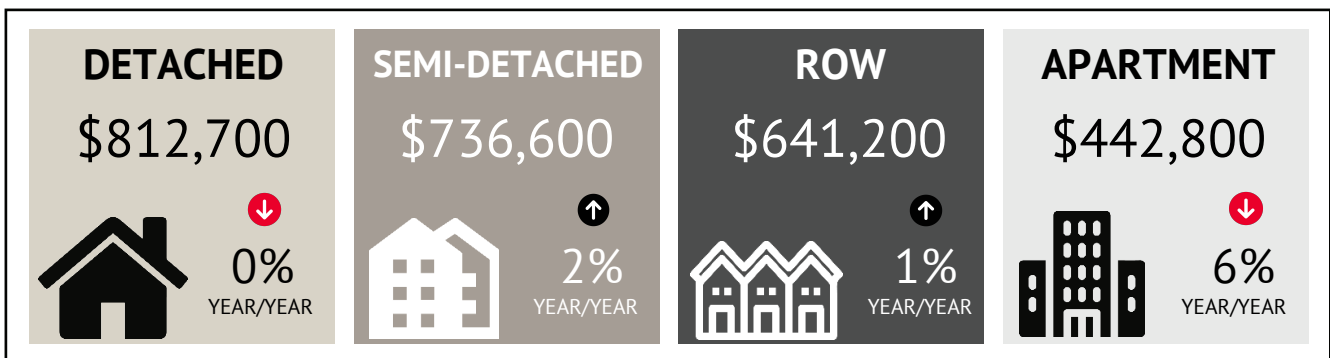 DETACHED
$812,700
0%
YEAR/YEAR
SEMI-DETACHED
$736,600
2%
YEAR/YEAR
ROW
$641,200
1%
YEAR/YEAR
APARTMENT
$442,800
6%
YEAR/YEAR